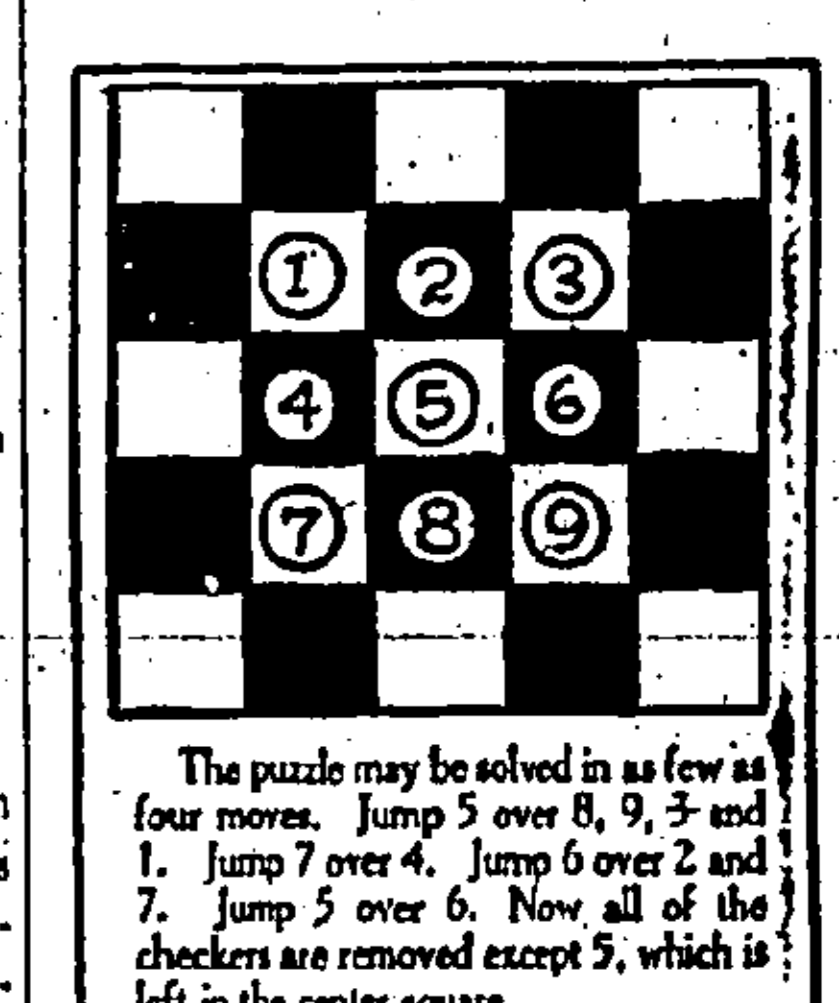 1 2 3
4 5 6
7 8 9
The puzzle may be solved in as few as
four moves. Jump 5 over 8, 9, 3 and
1. Jump 7 over 4. Jump 6 over 2 and
7. Jump 5 over 6. Now all of the
checkers are removed except 5, which is
left in the center square.